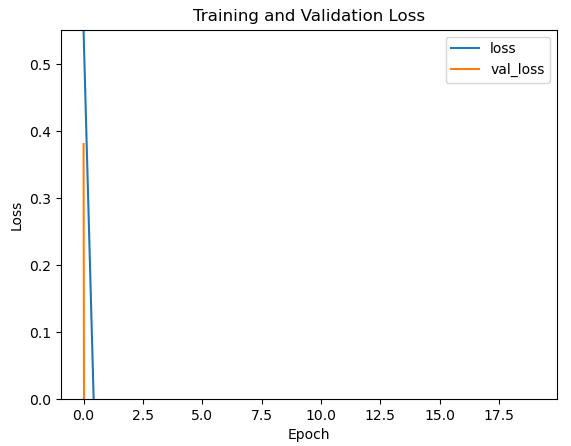 Training and Validation Loss
loss
val_loss
Loss
0.5
0.4
0.3
0.2
0.1
0.0
0.0 2.5 5.0 7.5 10.0 12.5 15.0 17.5
Epoch